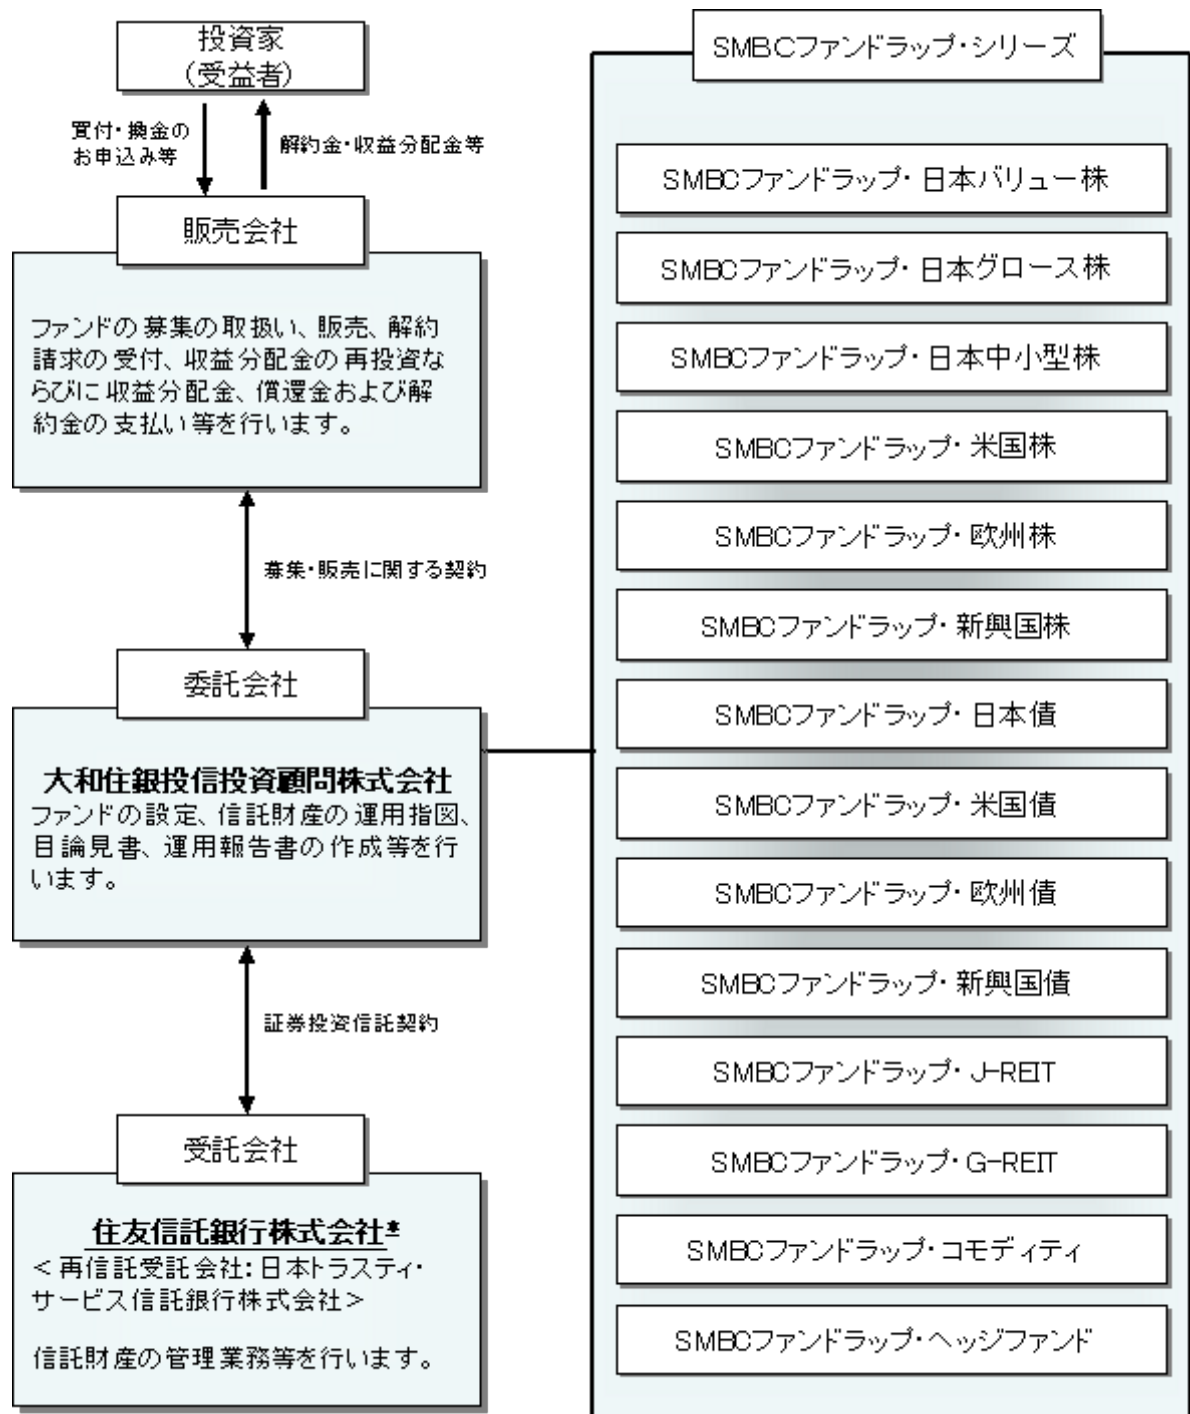 投資家
(受益者)
買付・換金の
お申込み等
解約金・収益分配金等
販売会社
ファンドの募集の取扱い、販売、解約
請求の受付、収益分配金の再投資な
らびに収益分配金、償還金および解
約金の支払い等を行います。
募集・販売に関する契約
委託会社
大和住銀投信投資顧問株式会社
ファンドの設定、信託財産の運用指図、
目論見書、運用報告書の作成等を行
います。
証券投資信託契約
受託会社
住友信託銀行株式会社*
<再信託受託会社:日本トラスティ・
サービス信託銀行株式会社>
信託財産の管理業務等を行います。
SMBCファンドラップ・シリーズ
SMBCファンドラップ・日本バリュー株
SMBCファンドラップ・日本グロース株
SMBCファンドラップ・日本中小型株
SMBCファンドラップ・米国株
SMBCファンドラップ・欧州株
SMBCファンドラップ・新興国株
SMBCファンドラップ・日本債
SMBCファンドラップ・米国債
SMBCファンドラップ・欧州債
SMBCファンドラップ・新興国債
SMBCファンドラップ・J-REIT
SMBCファンドラップ・G-REIT
SMBCファンドラップ・コモディティ
SMBCファンドラップ・ヘッジファンド